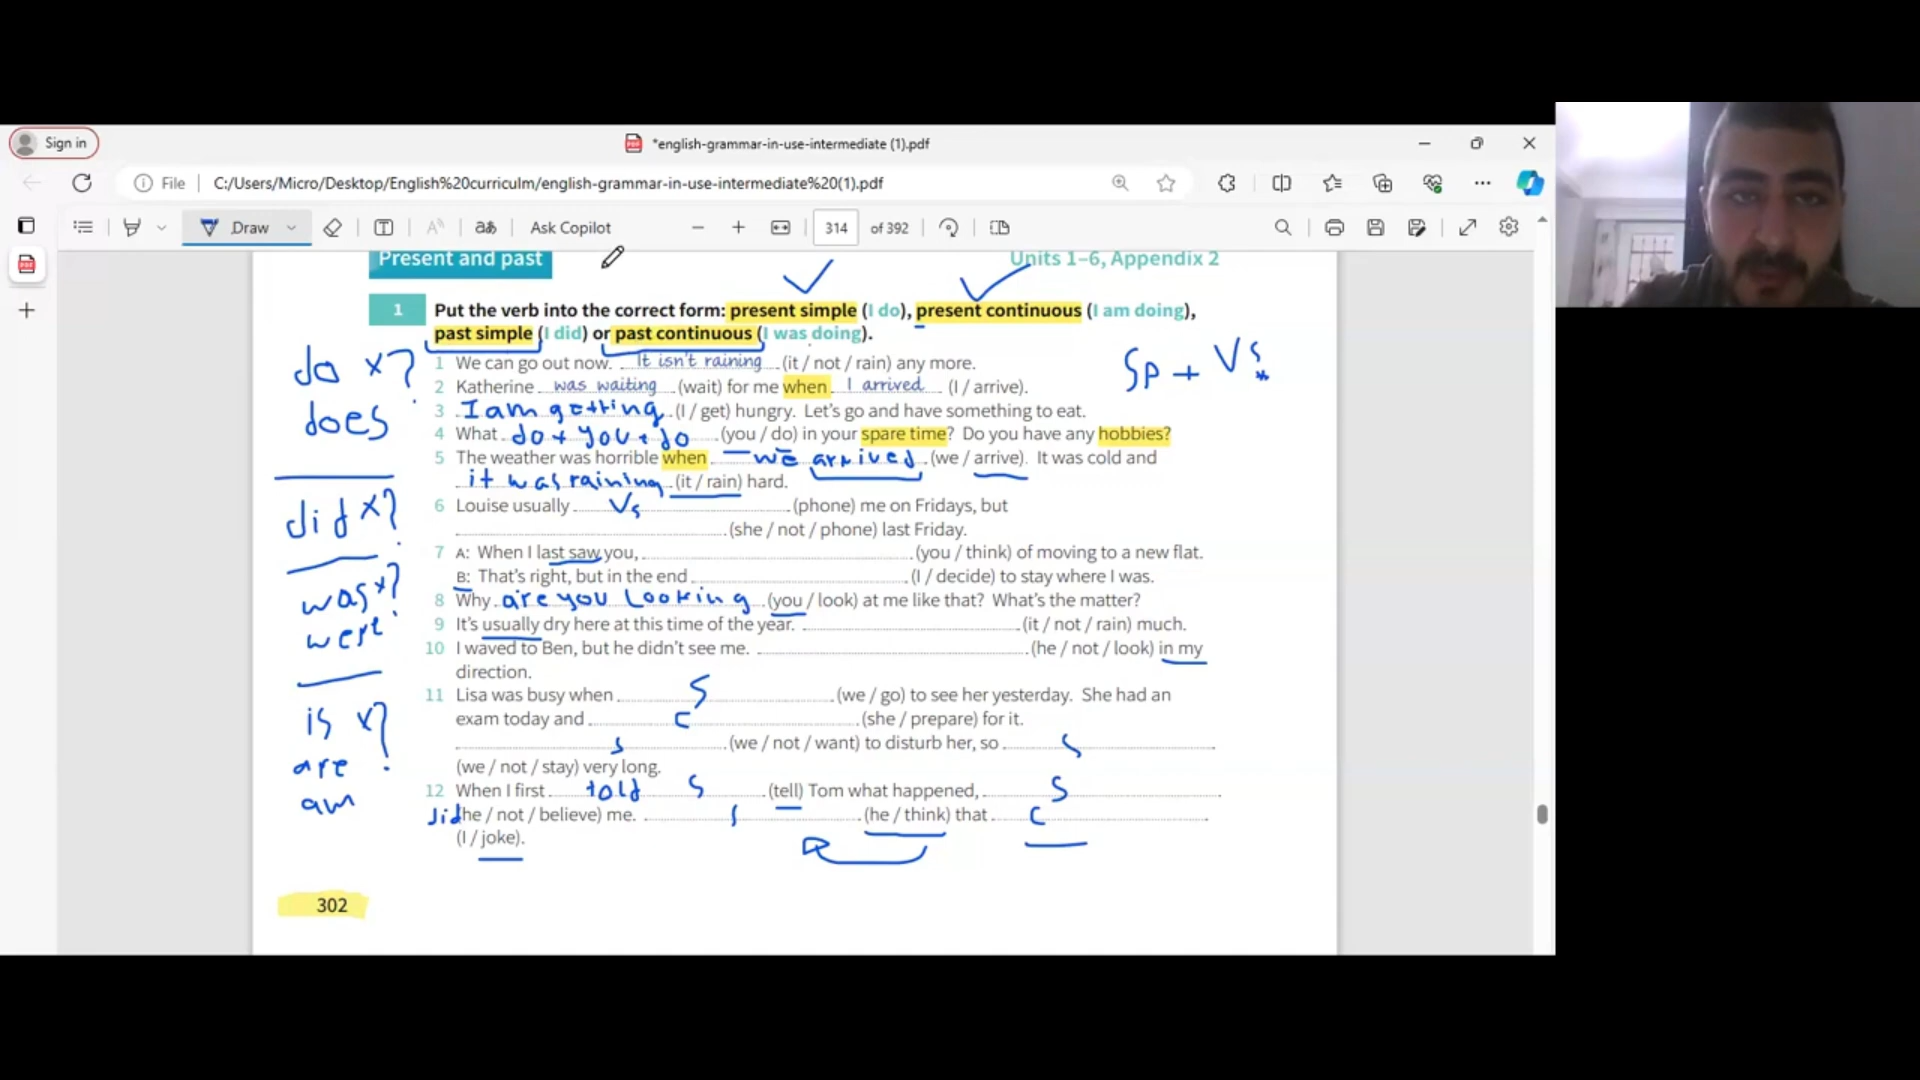 Sign in
*english-grammar-in-use-intermediate (1).pdf
File | C:/Users/Micro/Desktop/English%20curriculm/english-grammar-in-use-intermediate%20(1).pdf
Draw
aあ
Ask Copilot
314 of 392
Present and past
Units 1–6, Appendix 2
1 Put the verb into the correct form: present simple (I do), present continuous (I am doing),
past simple (I did) or past continuous (I was doing).
1 We can go out now. It isn't raining (it / not / rain) any more.
2 Katherine was waiting (wait) for me when I arrived (I / arrive).
3 I am getting (I / get) hungry. Let's go and have something to eat.
4 What do + you + do (you / do) in your spare time? Do you have any hobbies?
5 The weather was horrible when we arrived (we / arrive). It was cold and
it was raining (it / rain) hard.
6 Louise usually Vs (phone) me on Fridays, but
(she / not / phone) last Friday.
7 A: When I last saw you, (you / think) of moving to a new flat.
B: That's right, but in the end (I / decide) to stay where I was.
8 Why are you looking (you / look) at me like that? What's the matter?
9 It's usually dry here at this time of the year. (it / not / rain) much.
10 I waved to Ben, but he didn't see me. (he / not / look) in my
direction.
11 Lisa was busy when S (we / go) to see her yesterday. She had an
exam today and C (she / prepare) for it.
S (we / not / want) to disturb her, so S
(we / not / stay) very long.
12 When I first told S (tell) Tom what happened, S
did (he / not / believe) me. S (he / think) that C
(I / joke).
302
do x?
does
did x?
was x?
were
is x?
are
am
Sp + Vs